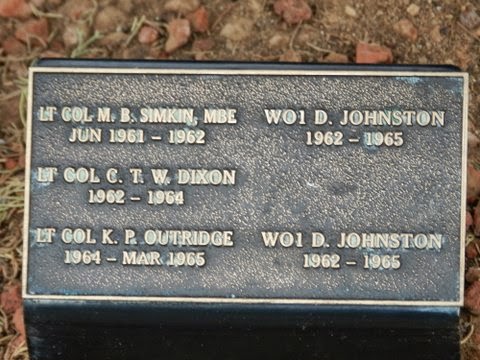 LT COL M. B. SIMKIN, MBE WO1 D. JOHNSTON
JUN 1961 – 1962 1962 – 1965
LT COL C. T. W. DIXON
1962 – 1964
LT COL K. P. OUTRIDGE WO1 D. JOHNSTON
1964 – MAR 1965 1962 – 1965